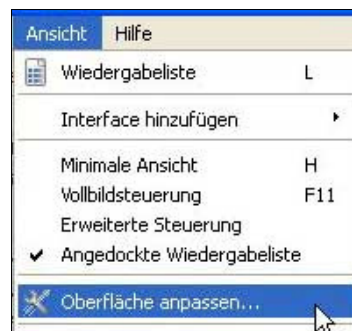 Ansicht Hilfe
Wiedergabeliste L
Interface hinzufügen
Minimale Ansicht H
Vollbildsteuerung F11
Erweiterte Steuerung
Angedockte Wiedergabeliste
Oberfläche anpassen...